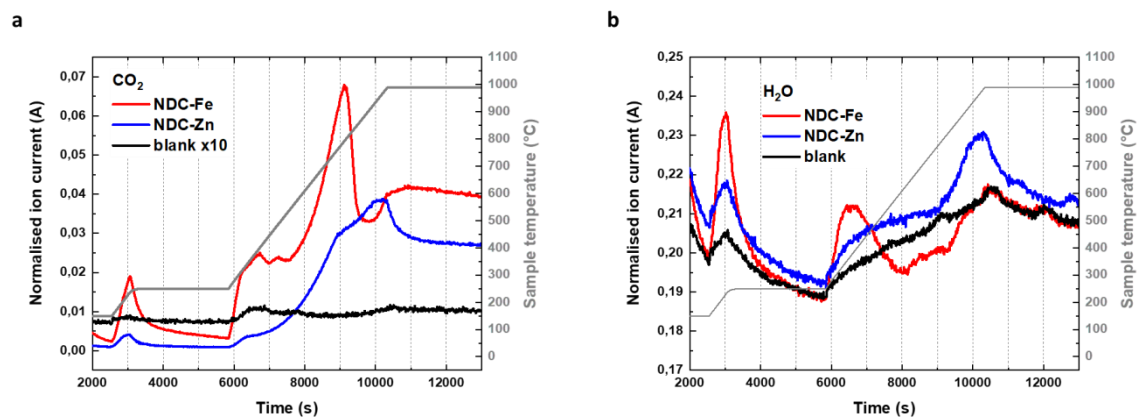 a
CO2
NDC-Fe
NDC-Zn
blank x10
Normalised ion current (A)
0,07
0,06
0,05
0,04
0,03
0,02
0,01
0,00
2000 4000 6000 8000 10000 12000
Time (s)
1100
1000
900
800
700
600
500
400
300
200
100
0
Sample temperature (°C)
b
H2O
NDC-Fe
NDC-Zn
blank
Normalised ion current (A)
0,25
0,24
0,23
0,22
0,21
0,20
0,19
0,18
0,17
2000 4000 6000 8000 10000 12000
Time (s)
1100
1000
900
800
700
600
500
400
300
200
100
0
Sample temperature (°C)